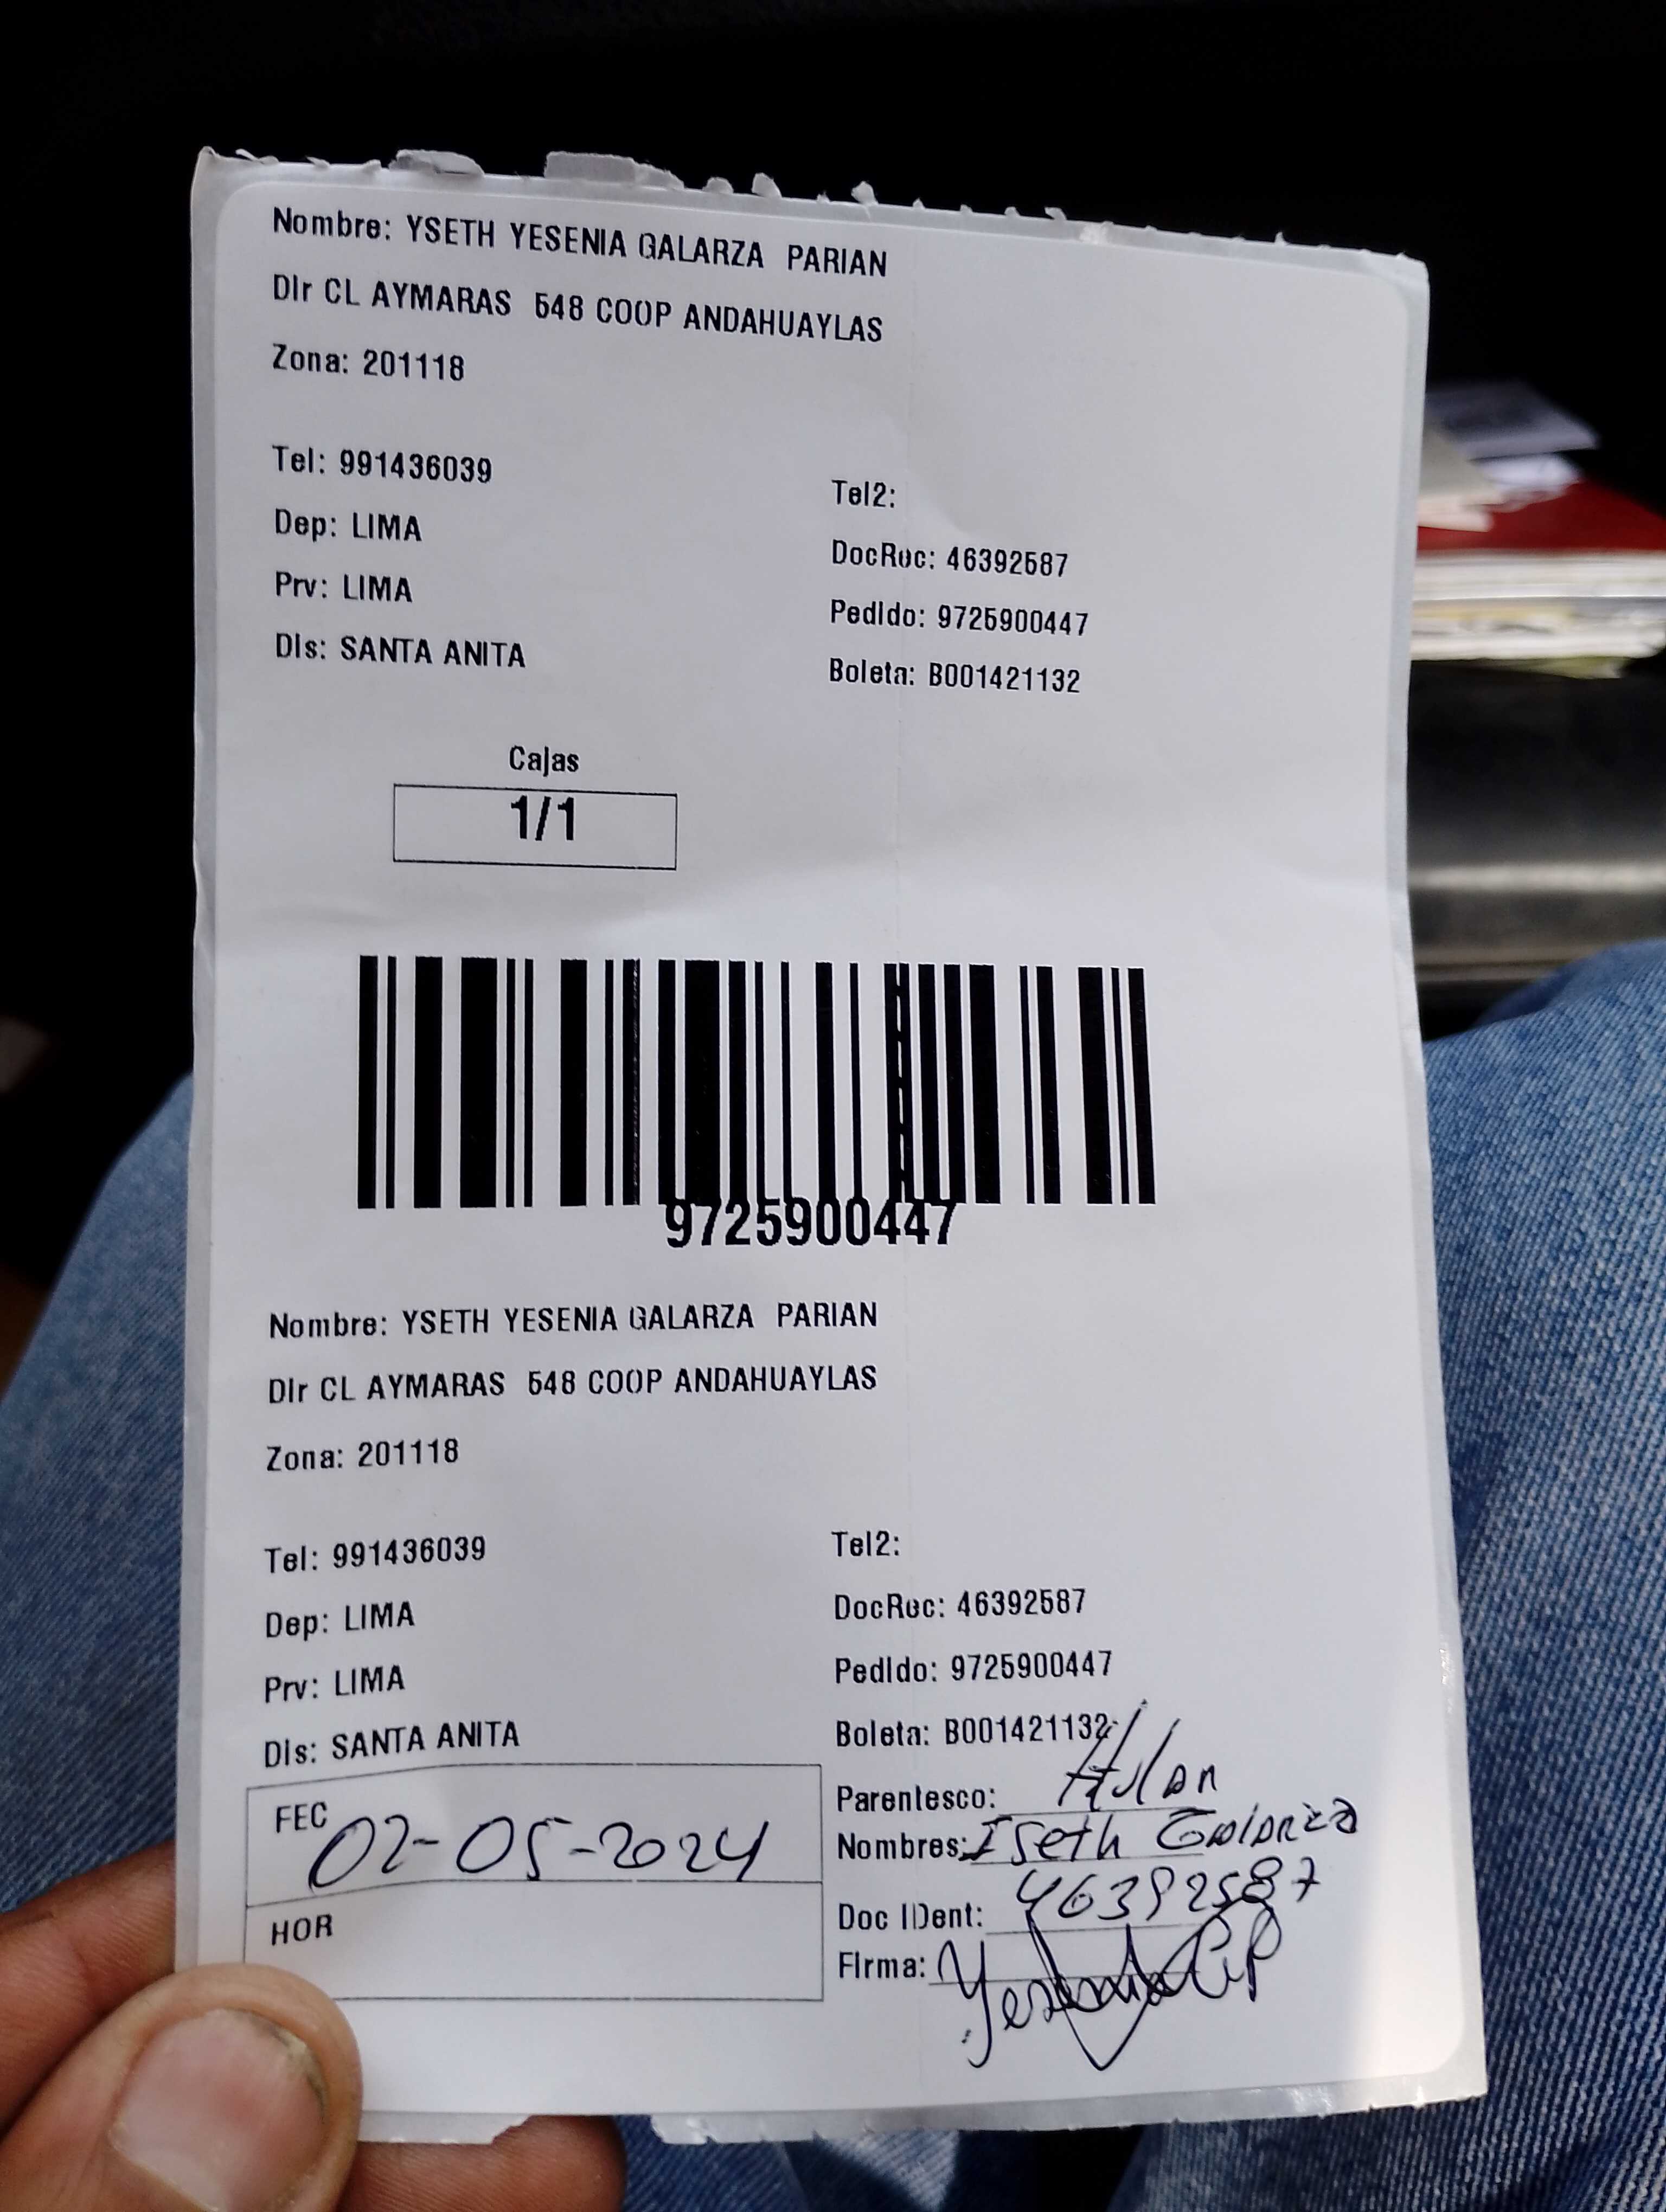 Nombre: YSETH YESENIA GALARZA PARIAN
Dir CL AYMARAS 548 COOP ANDAHUAYLAS
Zona: 201118
Tel: 991436039
Tel2:
Dep: LIMA
DocRec: 46392587
Prv: LIMA
Pedido: 9725900447
Dis: SANTA ANITA
Boleta: B001421132
Cajas
1/1
9725900447
Nombre: YSETH YESENIA GALARZA PARIAN
Dir CL AYMARAS 548 COOP ANDAHUAYLAS
Zona: 201118
Tel: 991436039
Tel2:
Dep: LIMA
DocRec: 46392587
Prv: LIMA
Pedido: 9725900447
Dis: SANTA ANITA
Boleta: B001421132
Parentesco:
FEC 02-05-2024
Nombres: Iseth Galarza
Doc IDent: 46392587
HOR
Firma: